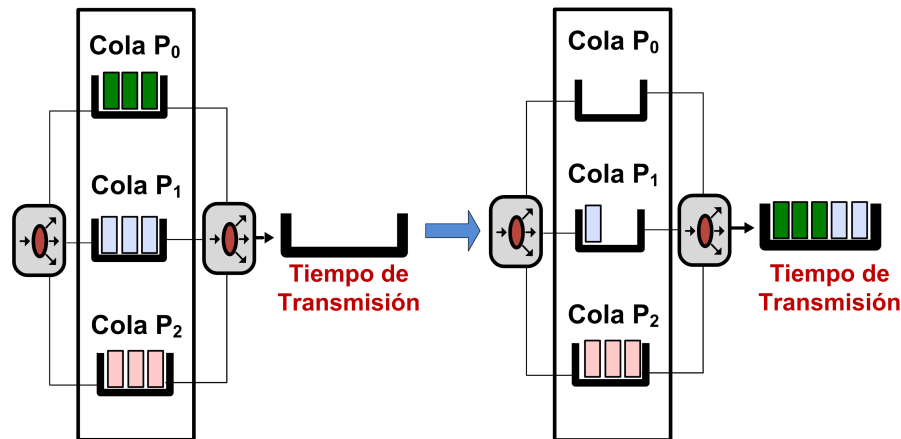 Cola P0
Cola P1
Cola P2
Tiempo de
Transmisión
Cola P0
Cola P1
Cola P2
Tiempo de
Transmisión